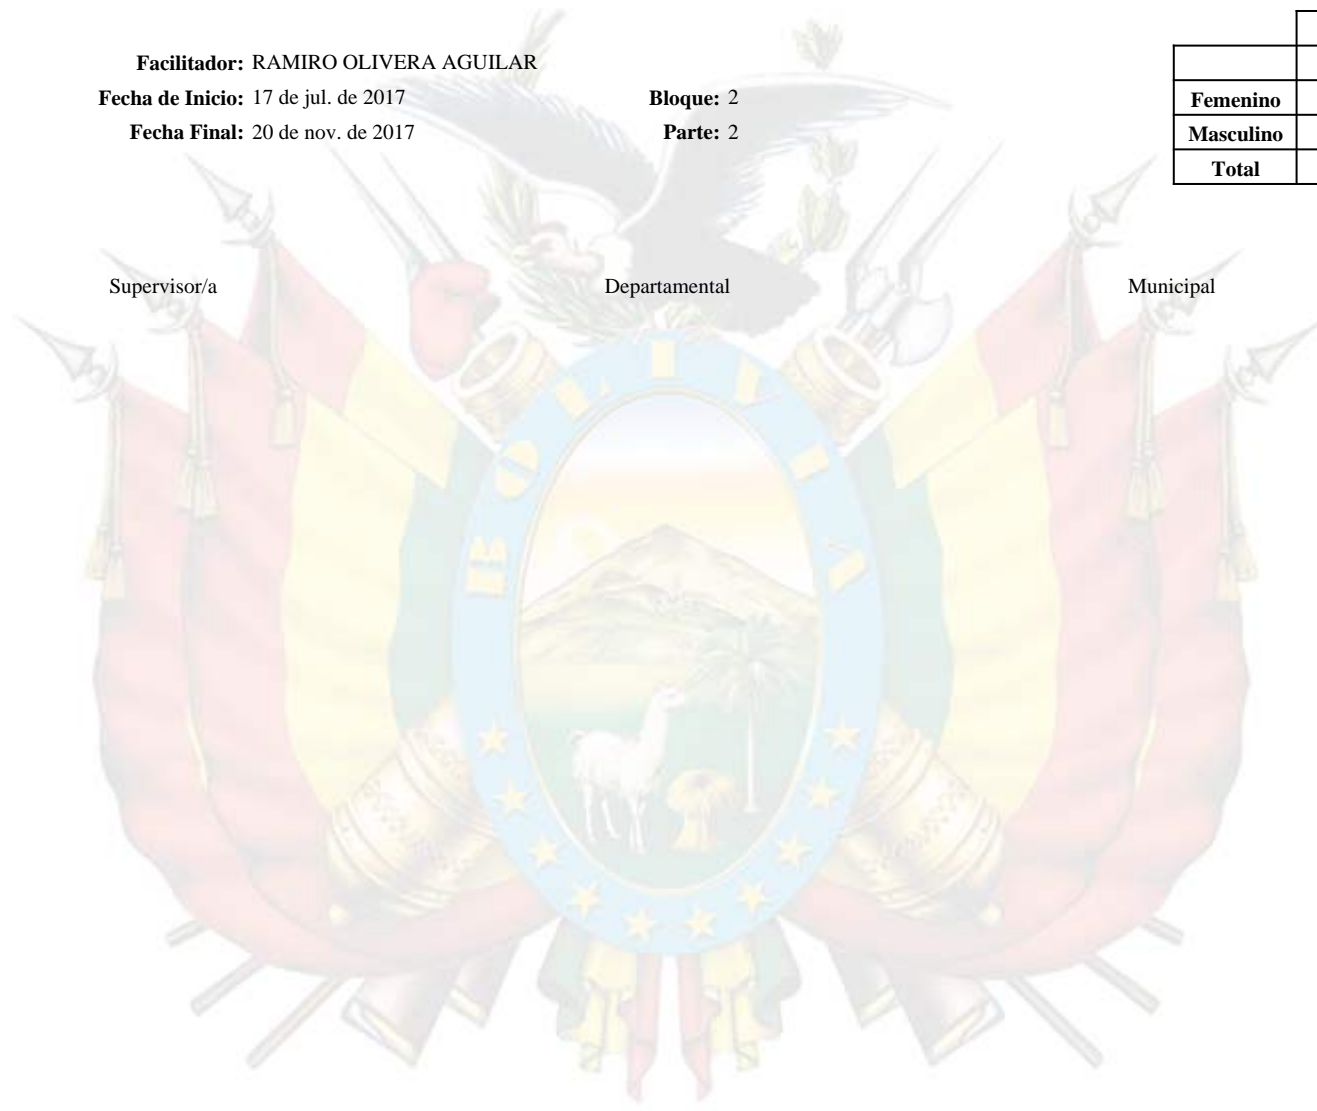 Facilitador: RAMIRO OLIVERA AGUILAR
Fecha de Inicio: 17 de jul. de 2017 Bloque: 2
Fecha Final: 20 de nov. de 2017 Parte: 2
Femenino
Masculino
Total
Supervisor/a Departamental Municipal
BOLIVIA